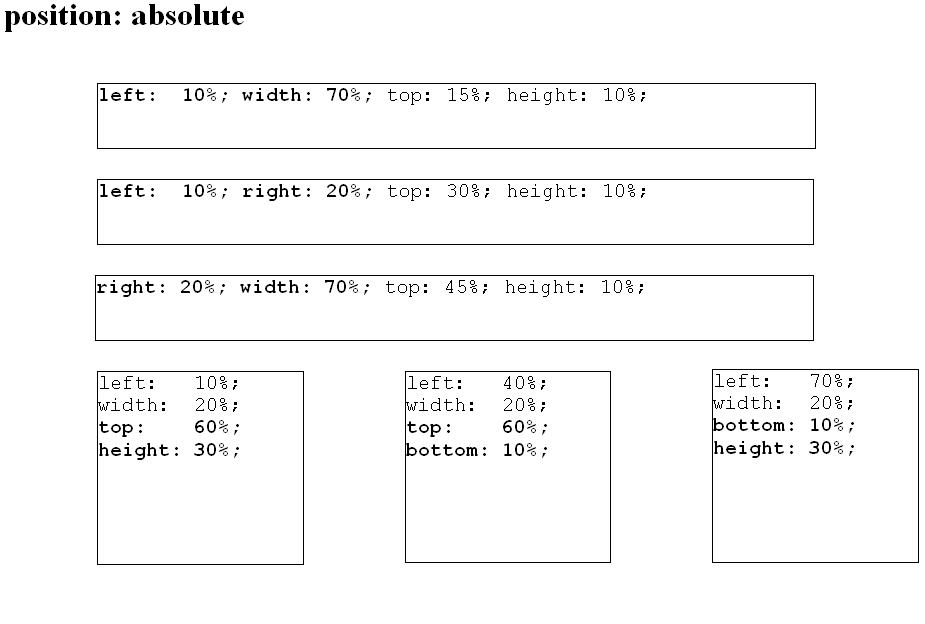 position: absolute
left:  10%; width: 70%; top: 15%; height: 10%;
left:  10%; right: 20%; top: 30%; height: 10%;
right: 20%; width: 70%; top: 45%; height: 10%;
left:   10%;
width:  20%;
top:    60%;
height: 30%;
left:   40%;
width:  20%;
top:    60%;
bottom: 10%;
left:   70%;
width:  20%;
bottom: 10%;
height: 30%;